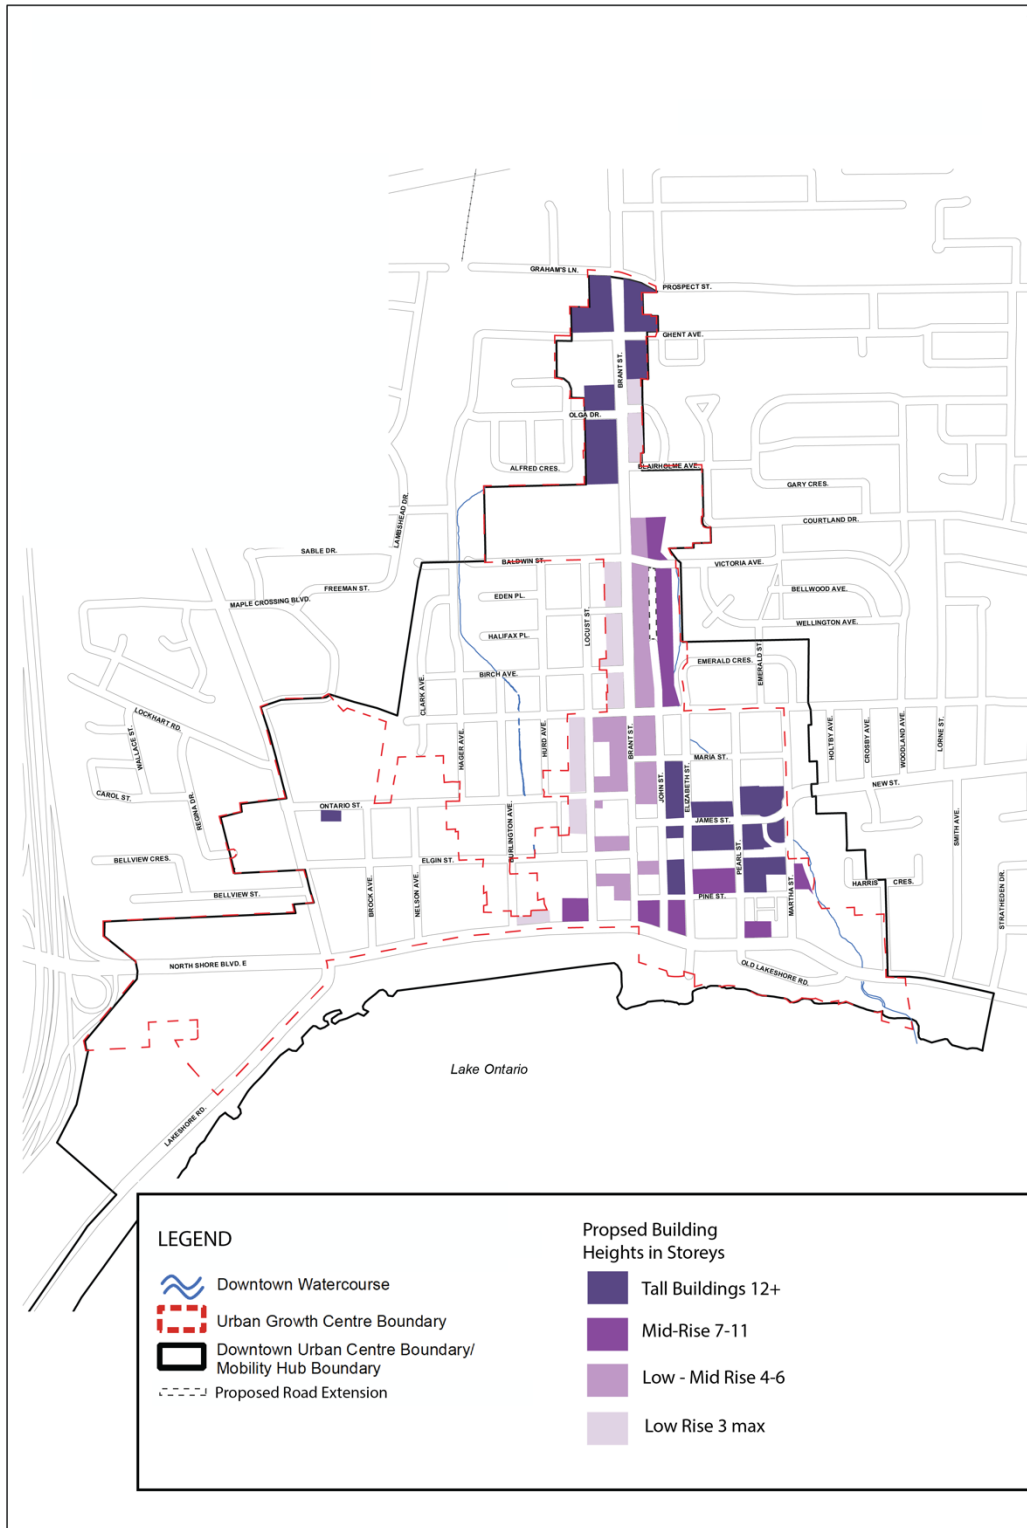 GRAHAM'S LN.
PROSPECT ST.
GHENT AVE.
BRANT ST.
OLGA DR.
ALFRED CRES.
BLAIRHOLME AVE.
GARY CRES.
LAMBSHEAD DR.
COURTLAND DR.
SABLE DR.
BALDWIN ST.
VICTORIA AVE.
FREEMAN ST.
BELLWOOD AVE.
MAPLE CROSSING BLVD.
EDEN PL.
WELLINGTON AVE.
HALIFAX PL.
LOCUST ST.
EMERALD CRES.
EMERALD ST.
BIRCH AVE.
CLARK AVE.
LOCKHART RD.
WALLACE ST.
HAGER AVE.
HURD AVE.
BRANT ST.
MARIA ST.
HOLTBY AVE.
CROSBY AVE.
WOODLAND AVE.
LORNE ST.
CAROL ST.
REGINA DR.
JOHN ST.
ELIZABETH ST.
NEW ST.
ONTARIO ST.
JAMES ST.
BURLINGTON AVE.
SMITH AVE.
BELLVIEW CRES.
ELGIN ST.
PEARL ST.
BELLVIEW ST.
BROCK AVE.
NELSON AVE.
PINE ST.
MARTHA ST.
HARRIS CRES.
STRATHEDEN DR.
NORTH SHORE BLVD. E
OLD LAKESHORE RD.
Lake Ontario
LAKESHORE RD.
LEGEND
Downtown Watercourse
Urban Growth Centre Boundary
Downtown Urban Centre Boundary/
Mobility Hub Boundary
Proposed Road Extension
Propsed Building
Heights in Storeys
Tall Buildings 12+
Mid-Rise 7-11
Low - Mid Rise 4-6
Low Rise 3 max